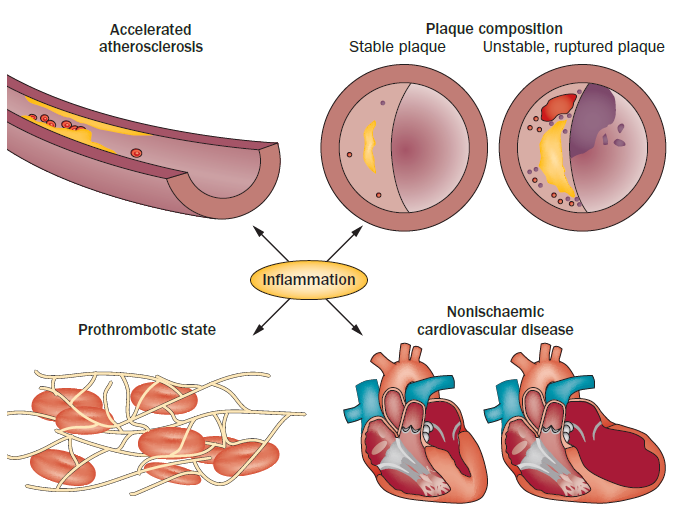 Accelerated
atherosclerosis
Plaque composition
Stable plaque
Unstable, ruptured plaque
Inflammation
Prothrombotic state
Nonischaemic
cardiovascular disease